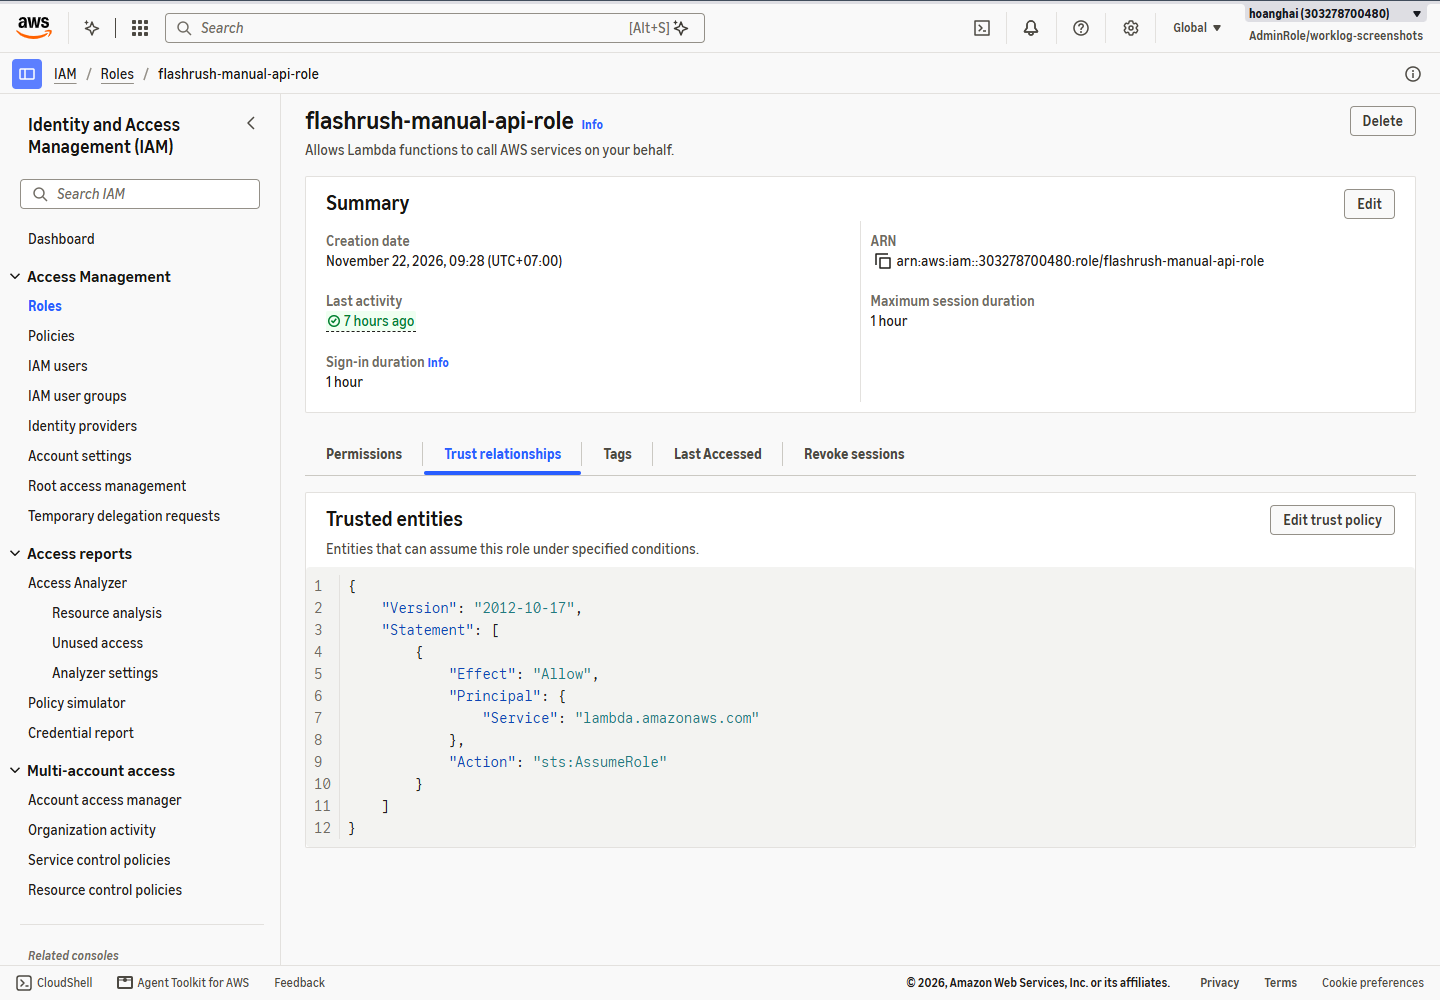 aws
Search [Alt+S]
Global
hoanghai (303278700480)
AdminRole/worklog-screenshots
IAM / Roles / flashrush-manual-api-role
Identity and Access Management (IAM)
Search IAM
Dashboard
Access Management
Roles
Policies
IAM users
IAM user groups
Identity providers
Account settings
Root access management
Temporary delegation requests
Access reports
Access Analyzer
Resource analysis
Unused access
Analyzer settings
Policy simulator
Credential report
Multi-account access
Account access manager
Organization activity
Service control policies
Resource control policies
Related consoles
flashrush-manual-api-role Info
Delete
Allows Lambda functions to call AWS services on your behalf.
Summary
Edit
Creation date
November 22, 2026, 09:28 (UTC+07:00)
ARN
arn:aws:iam::303278700480:role/flashrush-manual-api-role
Last activity
7 hours ago
Maximum session duration
1 hour
Sign-in duration Info
1 hour
Permissions
Trust relationships
Tags
Last Accessed
Revoke sessions
Trusted entities
Edit trust policy
Entities that can assume this role under specified conditions.
1 {
2 "Version": "2012-10-17",
3 "Statement": [
4 {
5 "Effect": "Allow",
6 "Principal": {
7 "Service": "lambda.amazonaws.com"
8 },
9 "Action": "sts:AssumeRole"
10 }
11 ]
12 }
CloudShell
Agent Toolkit for AWS
Feedback
© 2026, Amazon Web Services, Inc. or its affiliates.
Privacy
Terms
Cookie preferences